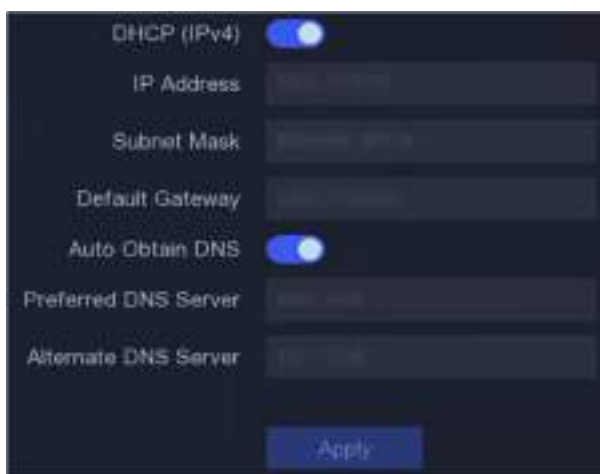 DHCP (IPv4)
IP Address
Subnet Mask
Default Gateway
Auto Obtain DNS
Preferred DNS Server
Alternate DNS Server
Apply